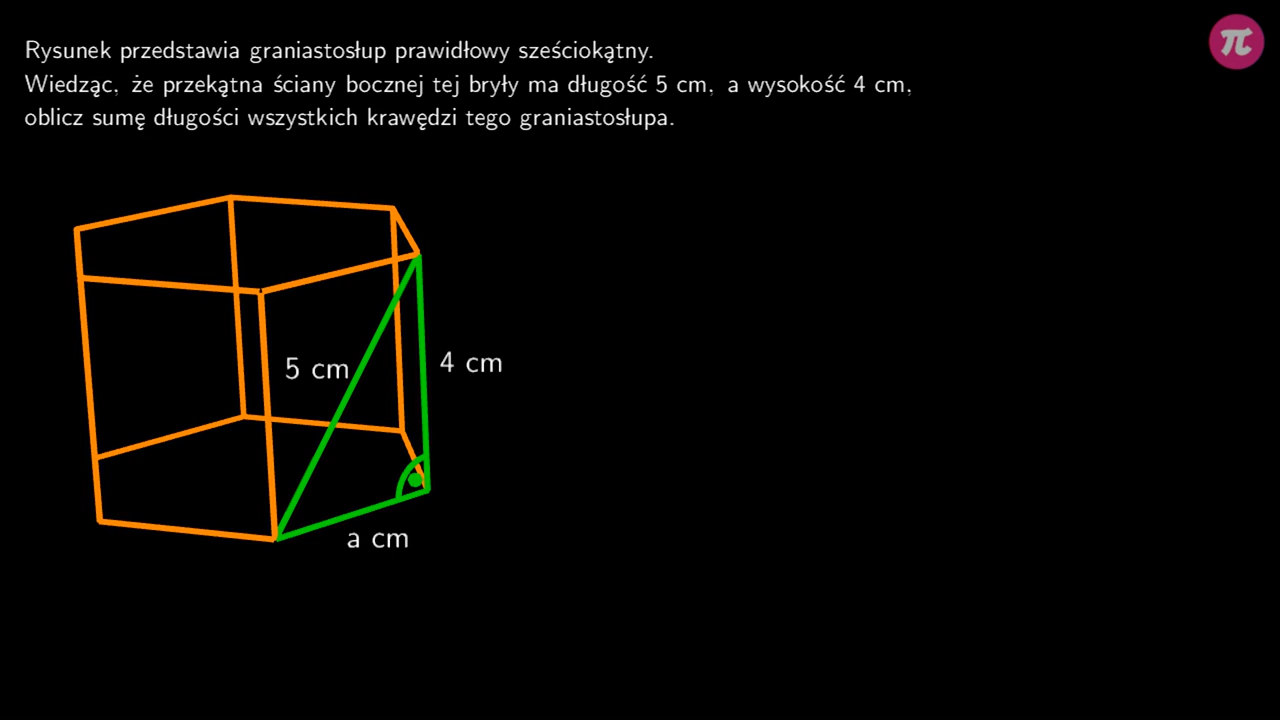 π
Rysunek przedstawia graniastosłup prawidłowy sześciokątny.
Wiedząc, że przekątna ściany bocznej tej bryły ma długość 5 cm, a wysokość 4 cm,
oblicz sumę długości wszystkich krawędzi tego graniastosłupa.
5 cm
4 cm
a cm